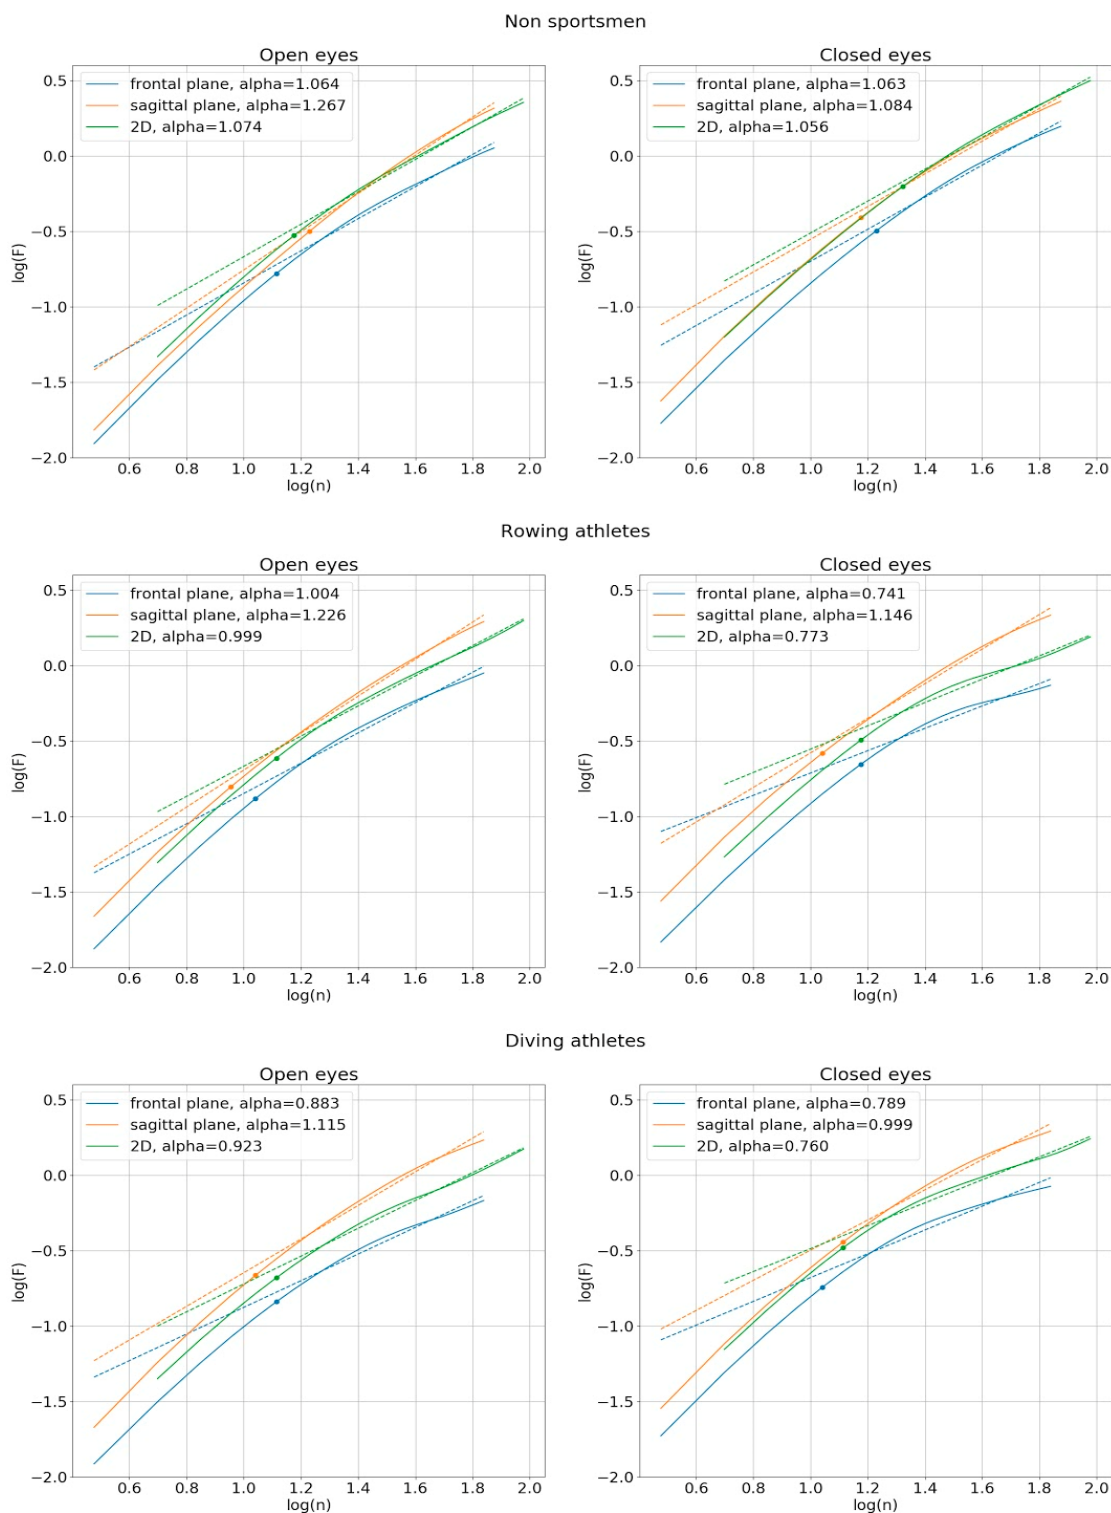 Non sportsmen
Open eyes
frontal plane, alpha=1.064
sagittal plane, alpha=1.267
2D, alpha=1.074
0.5
0.0
−0.5
−1.0
−1.5
−2.0
log(F)
0.6 0.8 1.0 1.2 1.4 1.6 1.8 2.0
log(n)
Closed eyes
frontal plane, alpha=1.063
sagittal plane, alpha=1.084
2D, alpha=1.056
0.5
0.0
−0.5
−1.0
−1.5
−2.0
log(F)
0.6 0.8 1.0 1.2 1.4 1.6 1.8 2.0
log(n)
Rowing athletes
Open eyes
frontal plane, alpha=1.004
sagittal plane, alpha=1.226
2D, alpha=0.999
0.5
0.0
−0.5
−1.0
−1.5
−2.0
log(F)
0.6 0.8 1.0 1.2 1.4 1.6 1.8 2.0
log(n)
Closed eyes
frontal plane, alpha=0.741
sagittal plane, alpha=1.146
2D, alpha=0.773
0.5
0.0
−0.5
−1.0
−1.5
−2.0
log(F)
0.6 0.8 1.0 1.2 1.4 1.6 1.8 2.0
log(n)
Diving athletes
Open eyes
frontal plane, alpha=0.883
sagittal plane, alpha=1.115
2D, alpha=0.923
0.5
0.0
−0.5
−1.0
−1.5
−2.0
log(F)
0.6 0.8 1.0 1.2 1.4 1.6 1.8 2.0
log(n)
Closed eyes
frontal plane, alpha=0.789
sagittal plane, alpha=0.999
2D, alpha=0.760
0.5
0.0
−0.5
−1.0
−1.5
−2.0
log(F)
0.6 0.8 1.0 1.2 1.4 1.6 1.8 2.0
log(n)